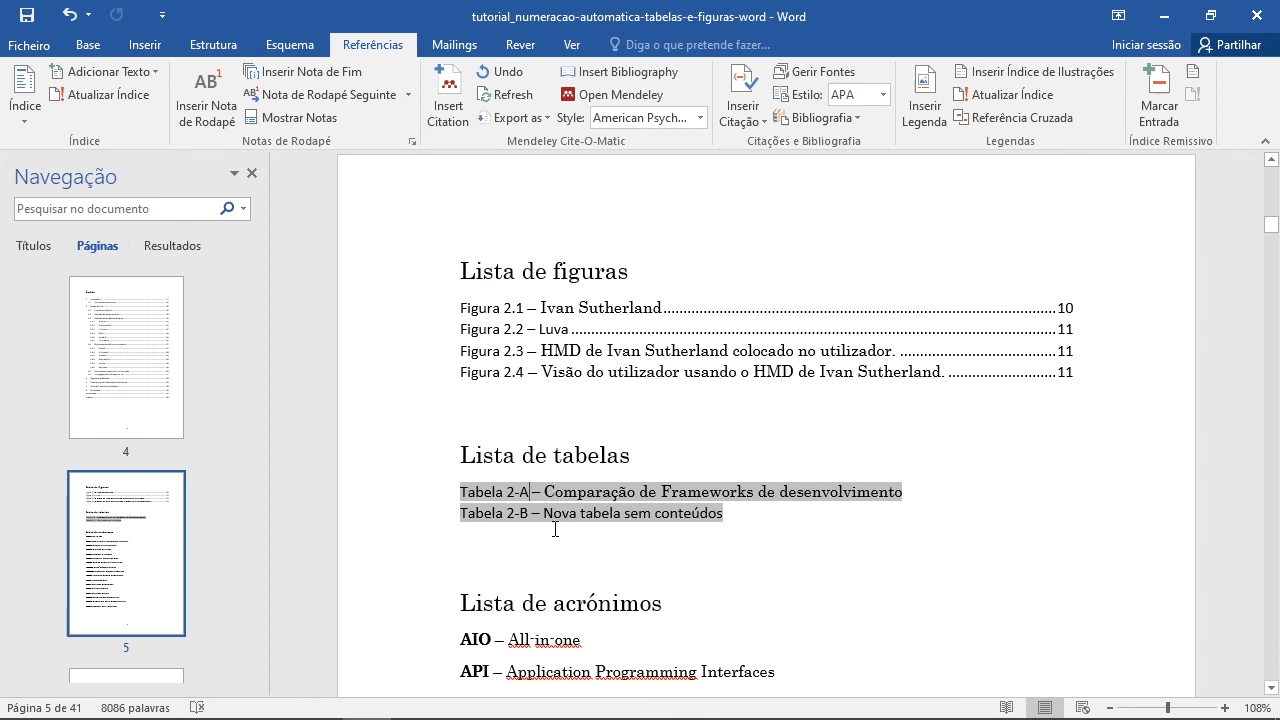 tutorial_numeracao-automatica-tabelas-e-figuras-word - Word
Ficheiro Base Inserir Estrutura Esquema Referências Mailings Rever Ver Diga o que pretende fazer... Iniciar sessão Partilhar
Índice
Adicionar Texto
Atualizar Índice
Índice
AB1
Inserir Nota de Rodapé
Inserir Nota de Fim
Nota de Rodapé Seguinte
Mostrar Notas
Notas de Rodapé
Insert Citation
Undo
Refresh
Export as
Insert Bibliography
Open Mendeley
Style: American Psych...
Mendeley Cite-O-Matic
Inserir Citação
Gerir Fontes
Estilo: APA
Bibliografia
Citações e Bibliografia
Inserir Legenda
Inserir Índice de Ilustrações
Atualizar Índice
Referência Cruzada
Legendas
Marcar Entrada
Índice Remissivo
Navegação
Pesquisar no documento
Títulos Páginas Resultados
4
5
Lista de figuras
Figura 2.1 – Ivan Sutherland 10
Figura 2.2 – Luva 11
Figura 2.3 – HMD de Ivan Sutherland colocado no utilizador. 11
Figura 2.4 – Visão do utilizador usando o HMD de Ivan Sutherland. 11
Lista de tabelas
Tabela 2-A – Comparação de Frameworks de desenvolvimento
Tabela 2-B – Nova tabela sem conteúdos
Lista de acrónimos
AIO – All-in-one
API – Application Programming Interfaces
Página 5 de 41 8086 palavras 108%